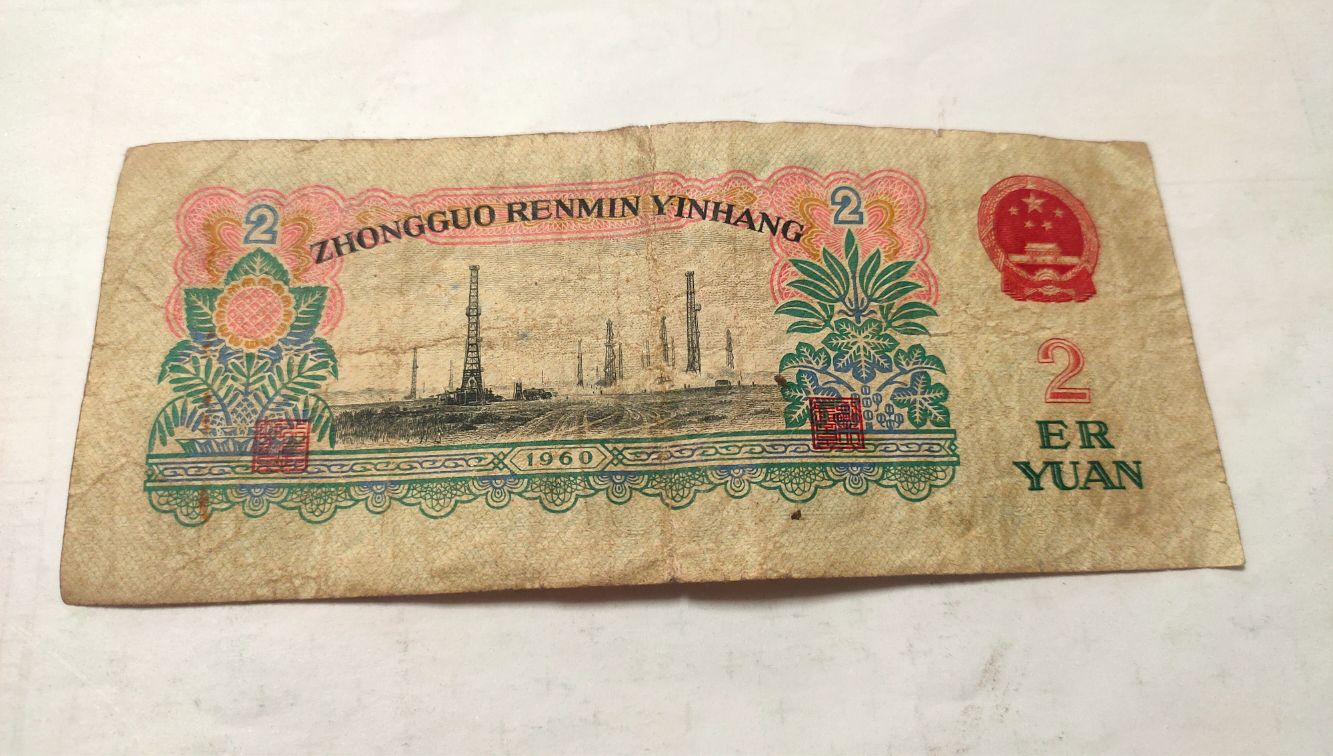 ZHONGGUO RENMIN YINHANG
2
2
1960
2
ER
YUAN